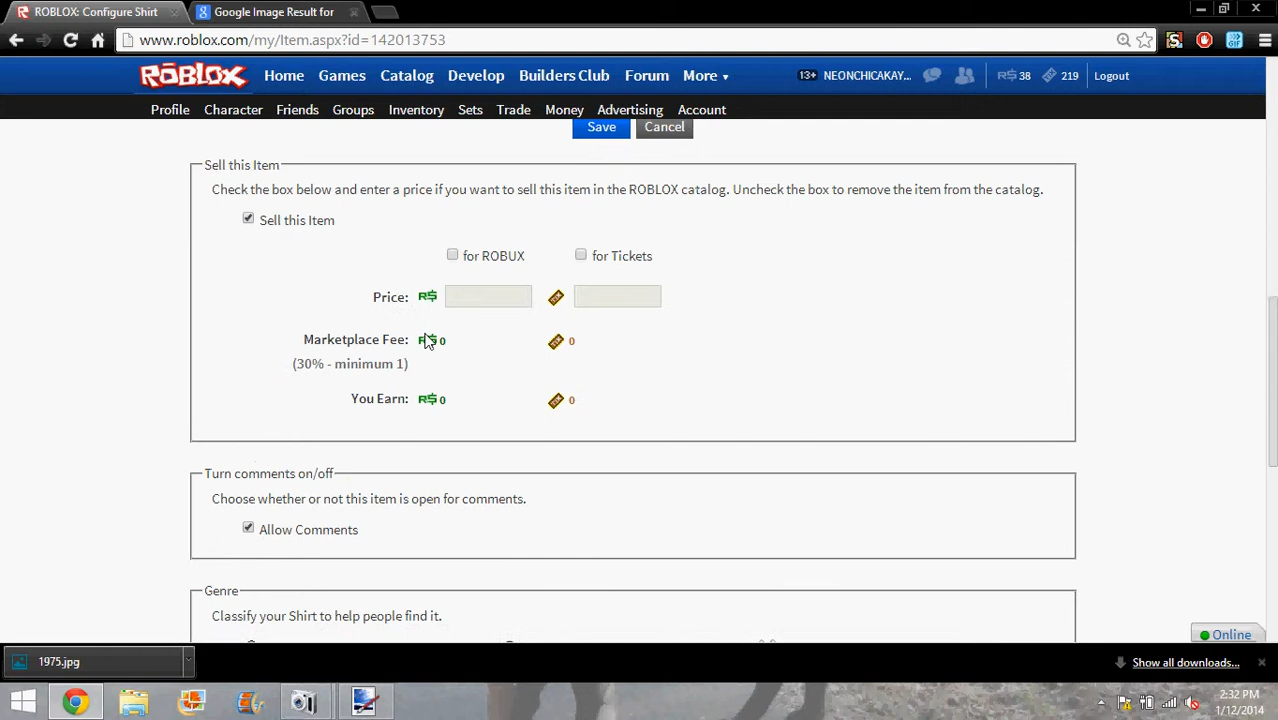 ROBLOX: Configure Shirt
Google Image Result for
www.roblox.com/my/Item.aspx?id=142013753
ROBLOX Home Games Catalog Develop Builders Club Forum More 13+ NEONCHICAKAY... R$ 38 219 Logout
Profile Character Friends Groups Inventory Sets Trade Money Advertising Account
Save Cancel
Sell this Item
Check the box below and enter a price if you want to sell this item in the ROBLOX catalog. Uncheck the box to remove the item from the catalog.
Sell this Item
for ROBUX for Tickets
Price: R$
Marketplace Fee: R$ 0 0
(30% - minimum 1)
You Earn: R$ 0 0
Turn comments on/off
Choose whether or not this item is open for comments.
Allow Comments
Genre
Classify your Shirt to help people find it.
Online
1975.jpg
Show all downloads...
2:32 PM
1/12/2014